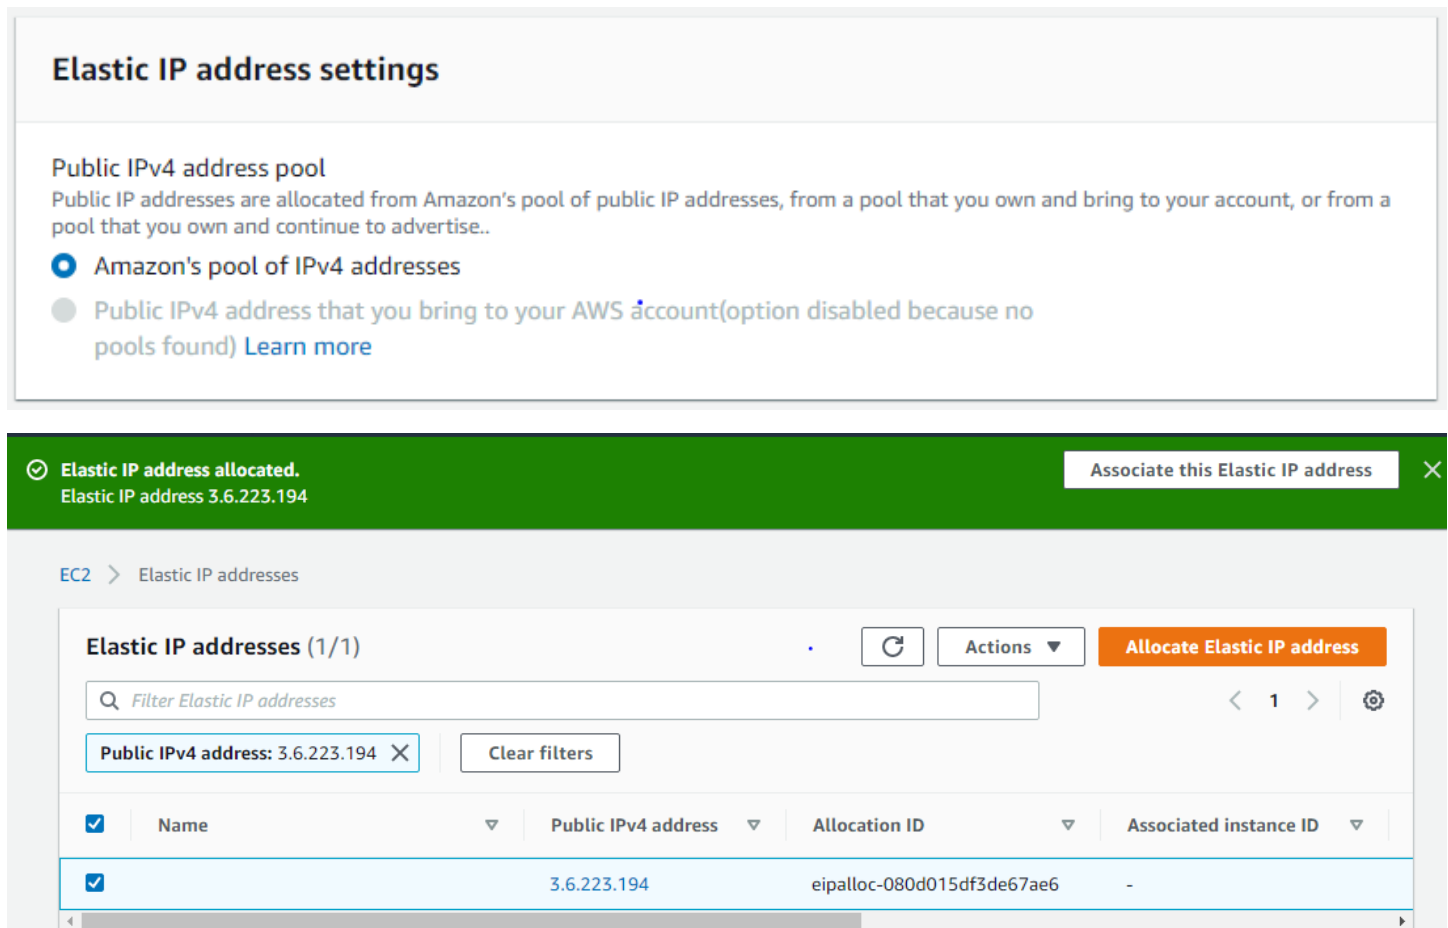 Elastic IP address settings
Public IPv4 address pool
Public IP addresses are allocated from Amazon's pool of public IP addresses, from a pool that you own and bring to your account, or from a
pool that you own and continue to advertise..
Amazon's pool of IPv4 addresses
Public IPv4 address that you bring to your AWS account(option disabled because no
pools found) Learn more
Elastic IP address allocated.
Elastic IP address 3.6.223.194
Associate this Elastic IP address
EC2 > Elastic IP addresses
Elastic IP addresses (1/1)
Actions
Allocate Elastic IP address
Filter Elastic IP addresses
1
Public IPv4 address: 3.6.223.194
Clear filters
Name Public IPv4 address Allocation ID Associated instance ID
3.6.223.194 eipalloc-080d015df3de67ae6 -